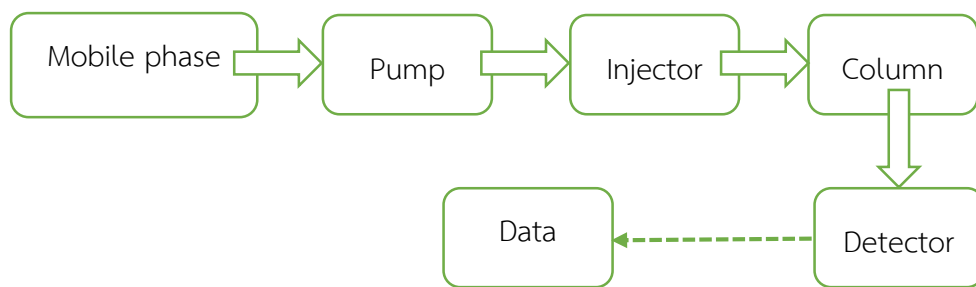 Mobile phase
Pump
Injector
Column
Data
Detector